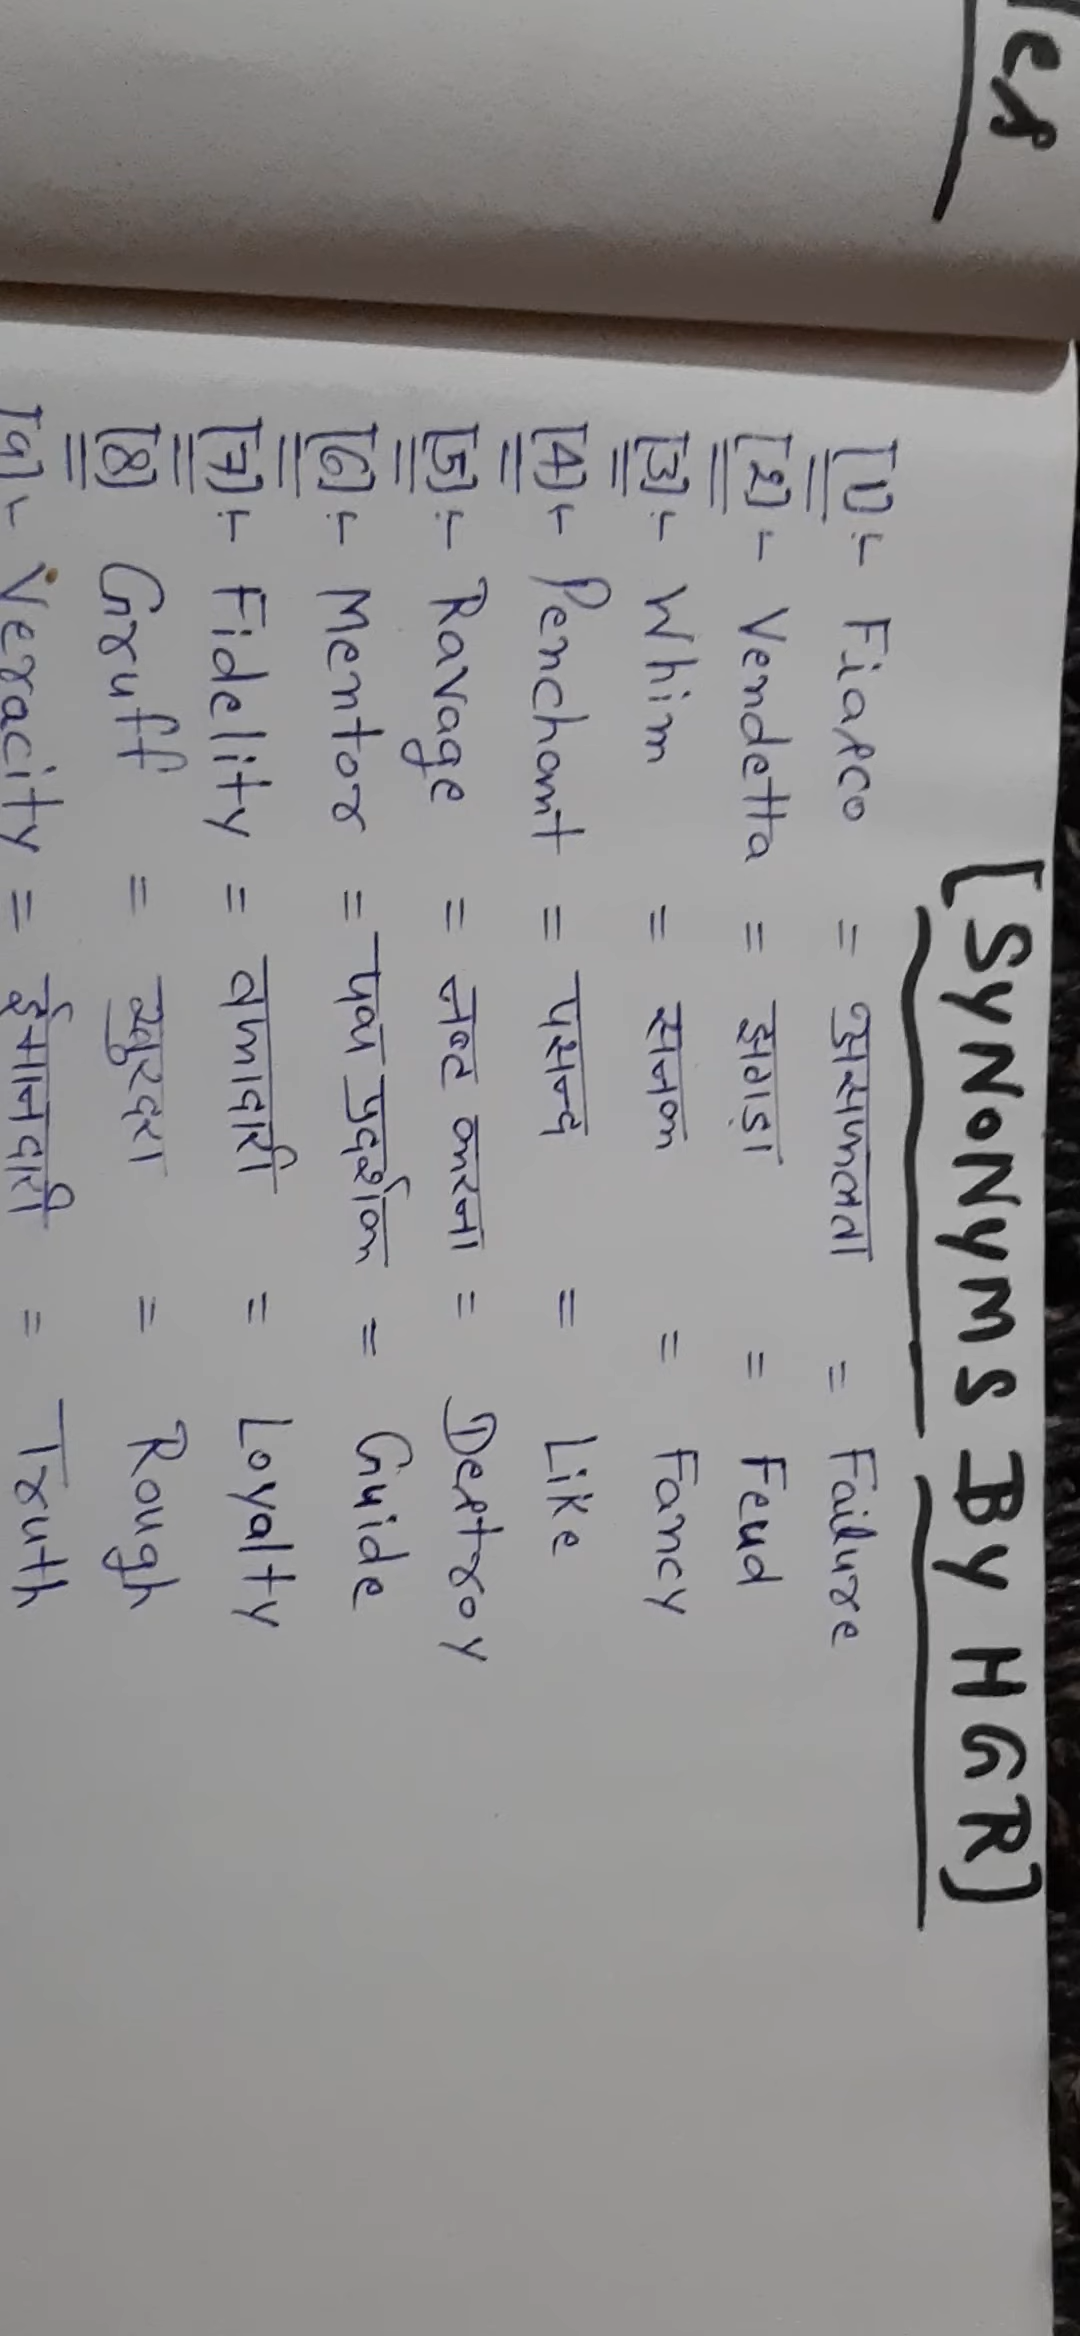 [SYNONYMS BY HGR]
[1]:- Fiasco = असफलता = Failure
[2]- Vendetta = झगड़ा = Feud
[3]:- Whim = सनक = Fancy
[4]:- Penchant = पसन्द = Like
[5]:- Ravage = नष्ट करना = Destroy
[6]:- Mentor = पथ प्रदर्शक = Guide
[7]:- Fidelity = वफादारी = Loyalty
[8] Gruff = खुरदरा = Rough
[9]:- Veracity = ईमानदारी = Truth